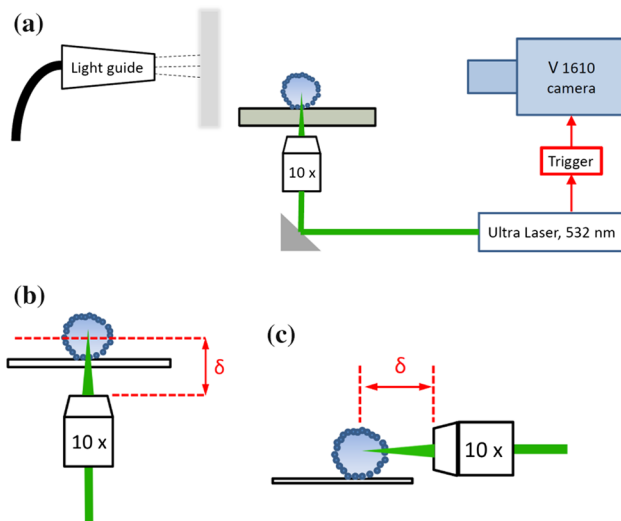 (a)
Light guide
V 1610
camera
10 x
Trigger
Ultra Laser, 532 nm
(b)
δ
10 x
(c)
δ
10 x